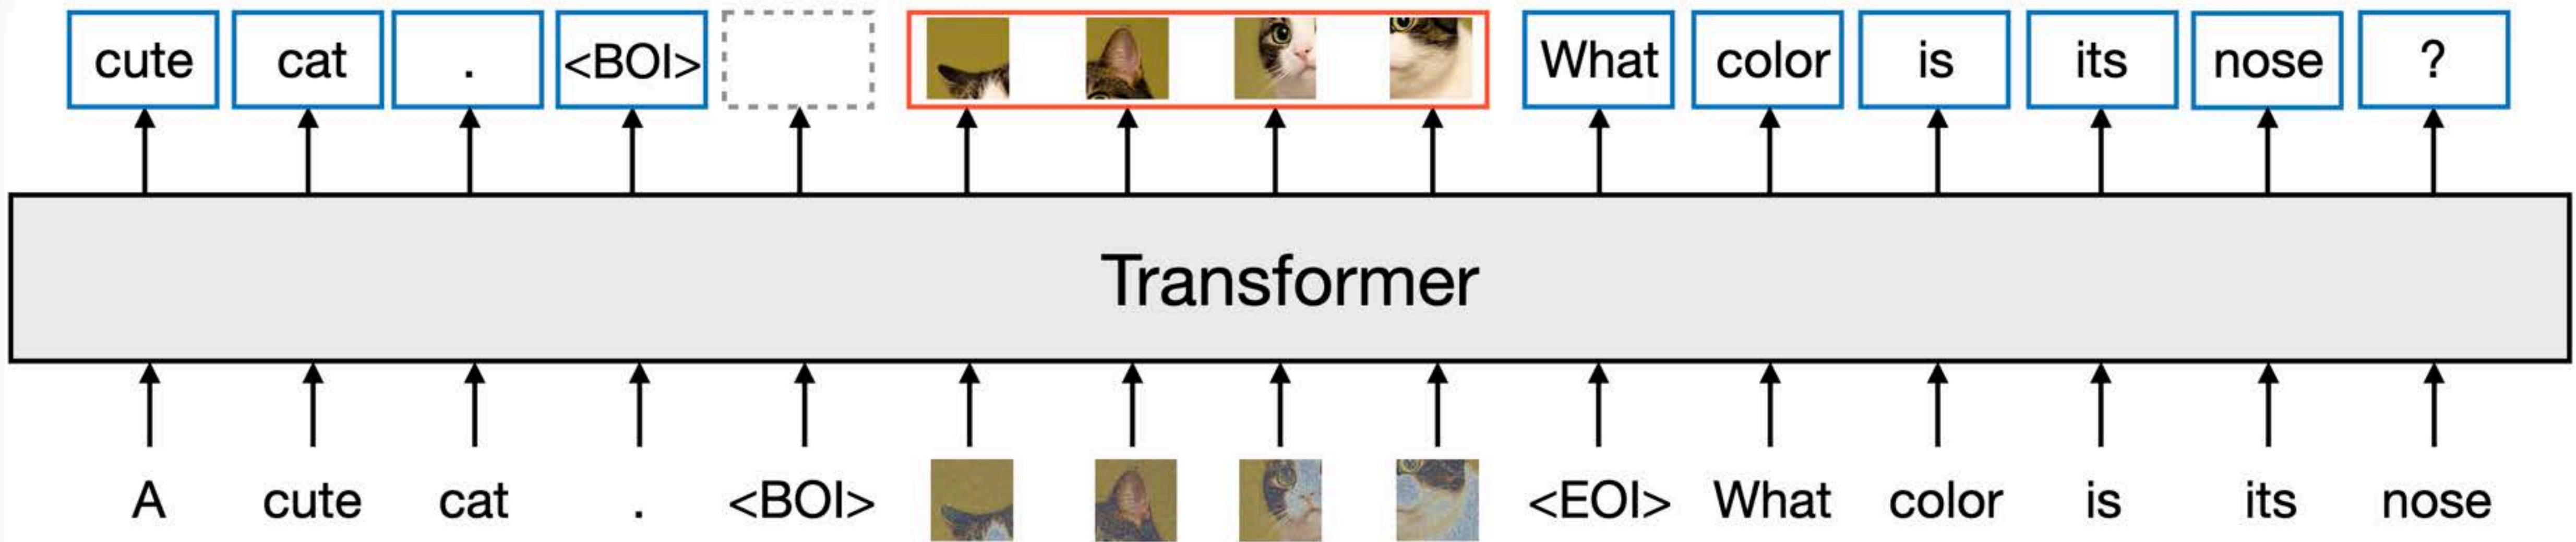 cute cat . <BOI> What color is its nose ?
Transformer
A cute cat . <BOI> <EOI> What color is its nose